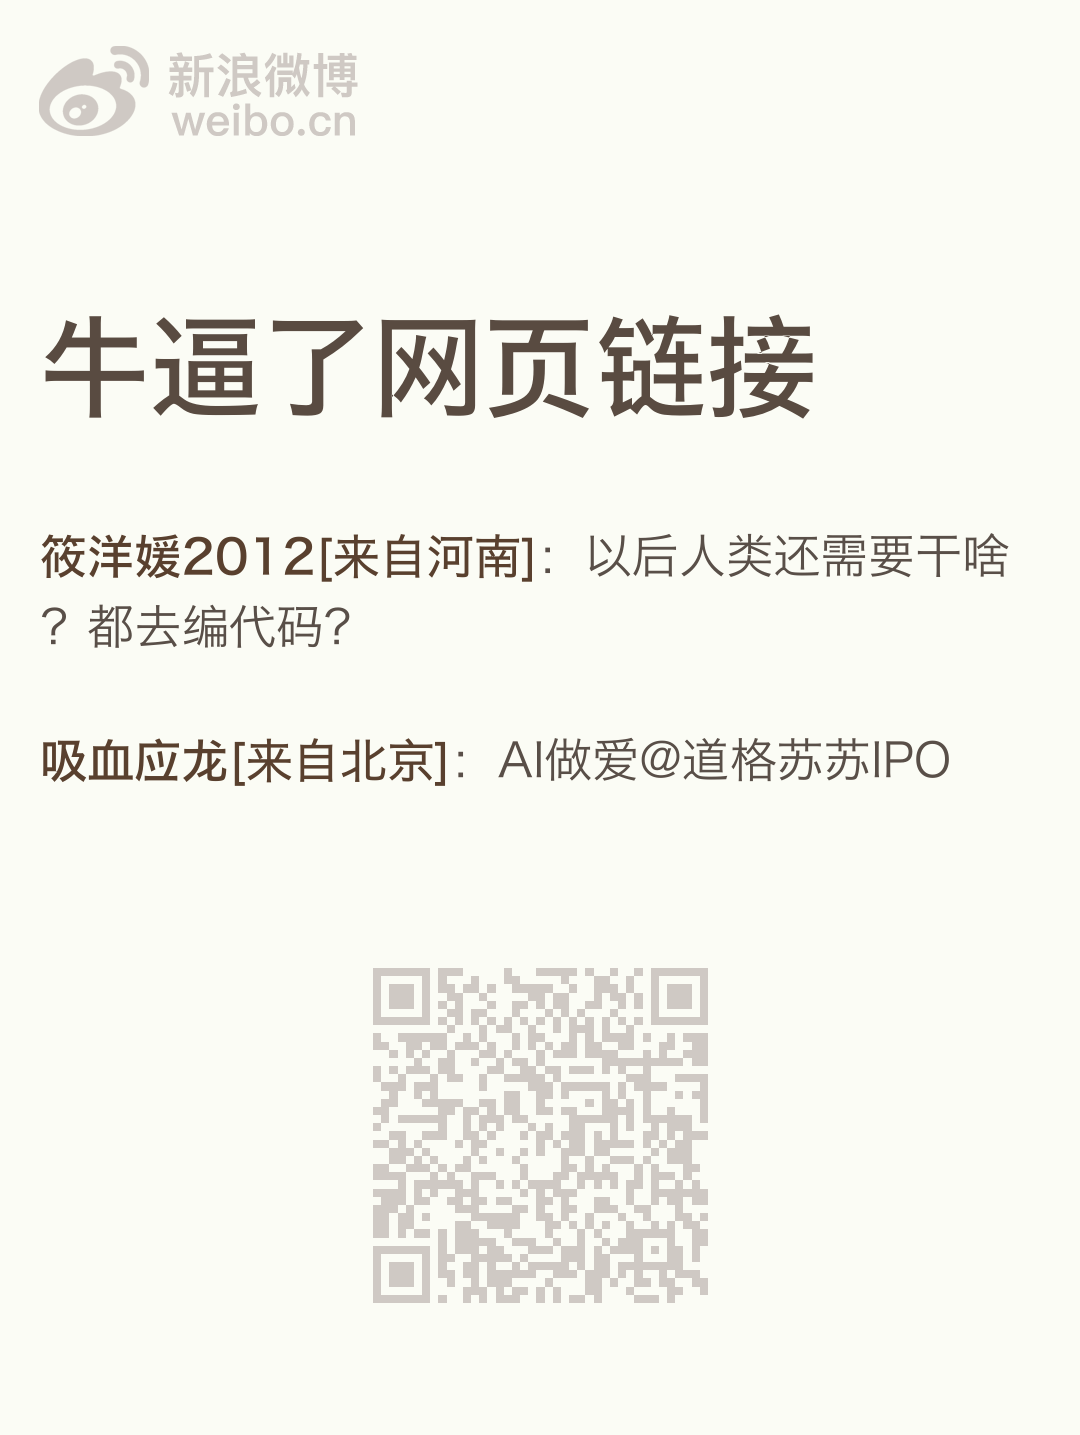 新浪微博
weibo.cn
牛逼了网页链接
筱洋媛2012[来自河南]：以后人类还需要干啥
？都去编代码？
吸血应龙[来自北京]：AI做爱@道格苏苏IPO